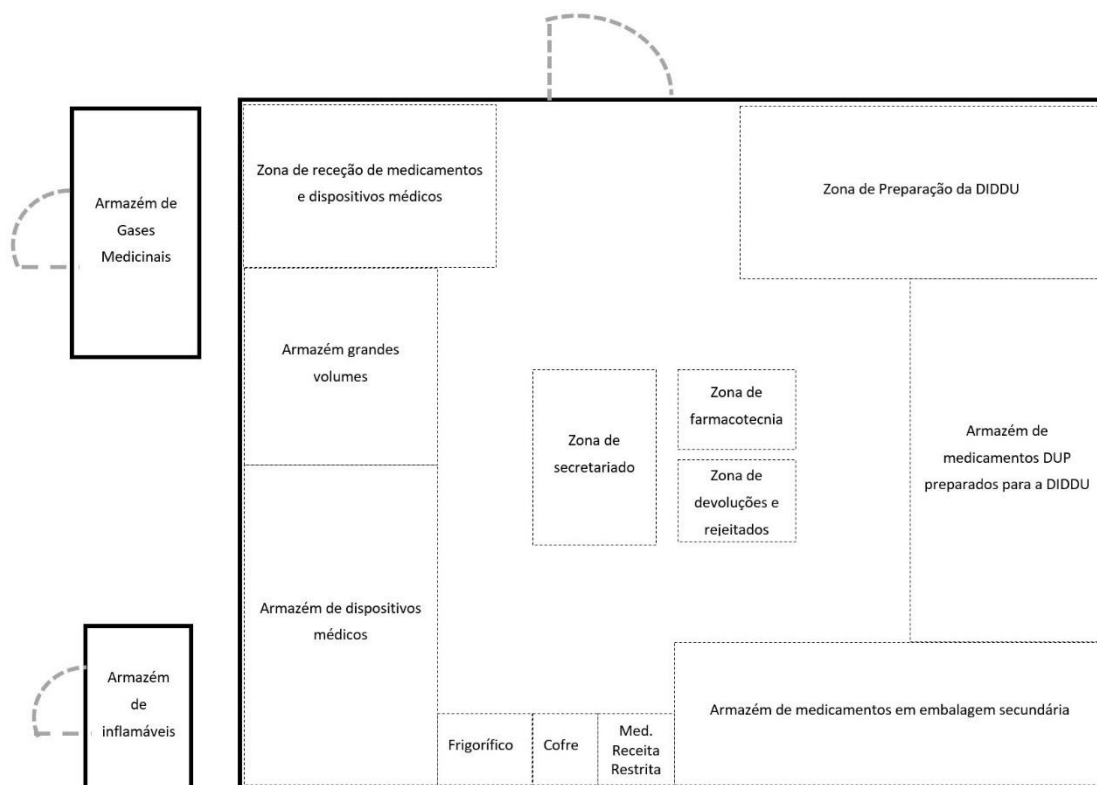 Armazém de
Gases
Medicinais
Zona de receção de medicamentos
e dispositivos médicos
Zona de Preparação da DIDDU
Armazém grandes
volumes
Zona de
secretariado
Zona de
farmacotecnia
Zona de
devoluções e
rejeitados
Armazém de
medicamentos DUP
preparados para a DIDDU
Armazém de dispositivos
médicos
Armazém
de
inflamáveis
Frigorífico
Cofre
Med.
Receita
Restrita
Armazém de medicamentos em embalagem secundária